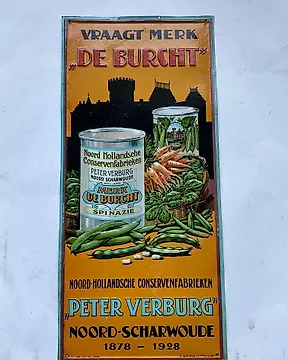 VRAAGT MERK
„DE BURCHT"
Noord Hollandsche
Conservenfabrieken
PETER VERBURG
NOORD SCHARWOUDE
MERK
DE BURCHT
SPINAZIE
NOORD-HOLLANDSCHE CONSERVENFABRIEKEN
„PETER VERBURG"
NOORD-SCHARWOUDE
1878 – 1928